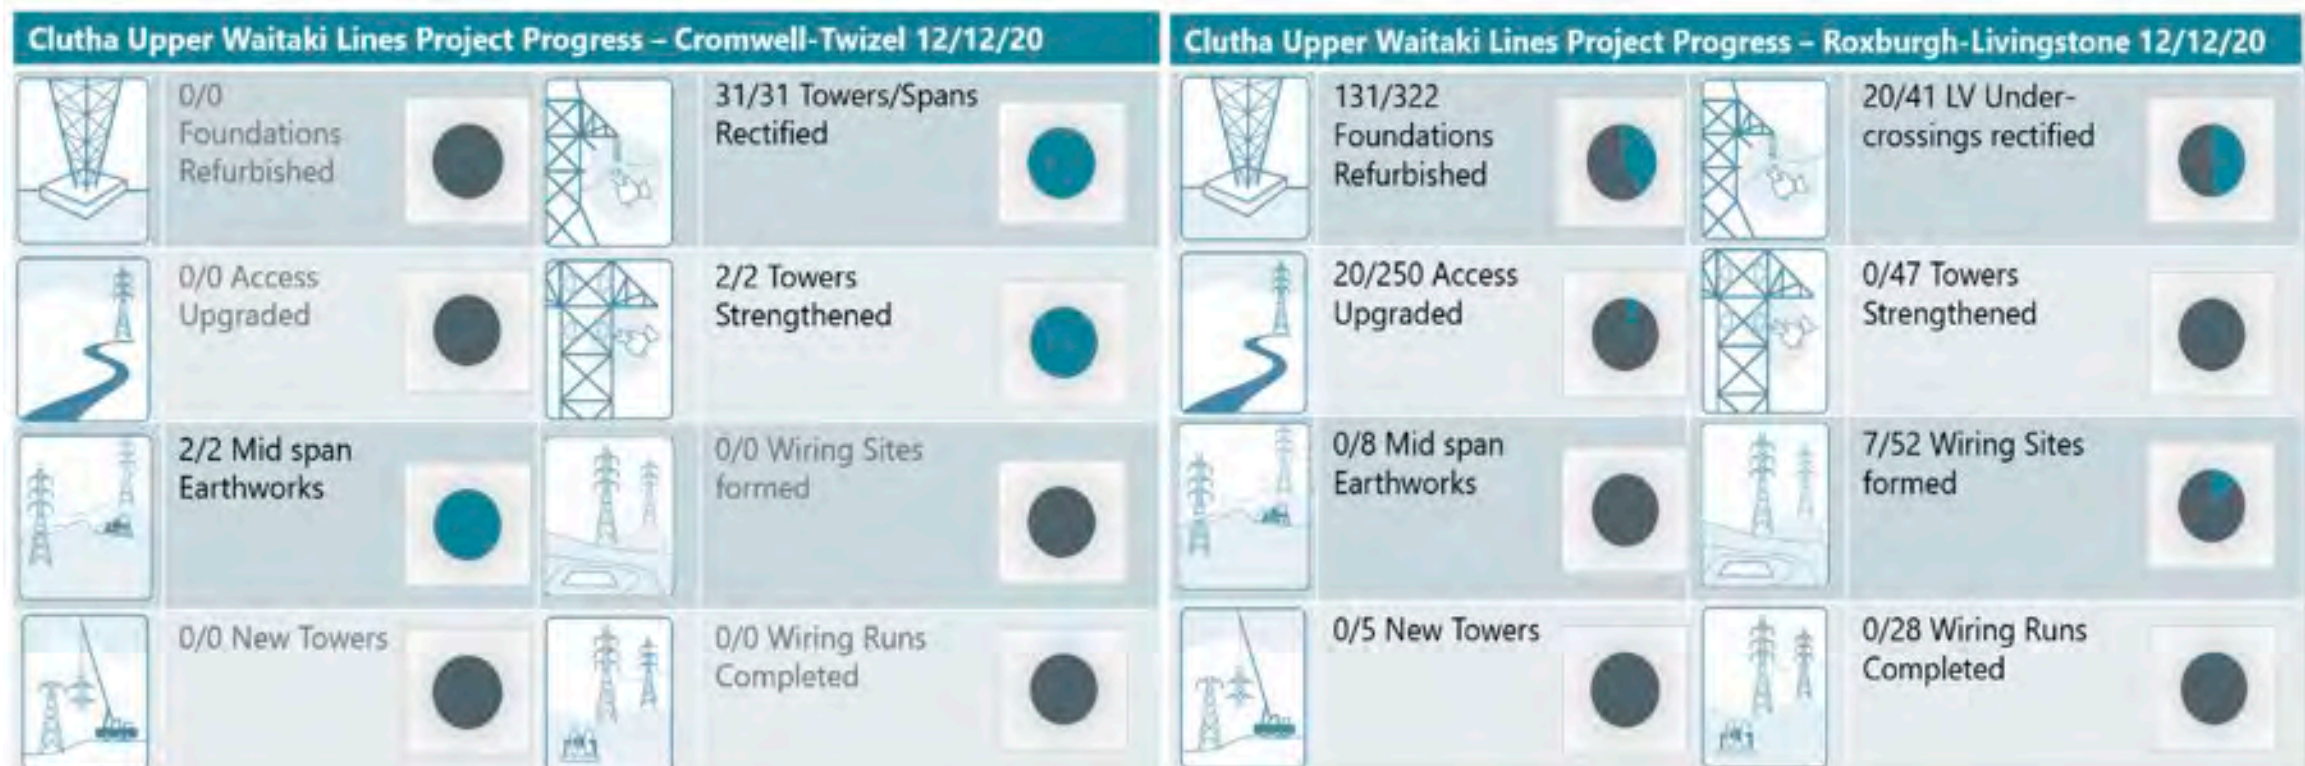 Clutha Upper Waitaki Lines Project Progress – Cromwell-Twizel 12/12/20
0/0
Foundations
Refurbished
31/31 Towers/Spans
Rectified
0/0 Access
Upgraded
2/2 Towers
Strengthened
2/2 Mid span
Earthworks
0/0 Wiring Sites
formed
0/0 New Towers
0/0 Wiring Runs
Completed
Clutha Upper Waitaki Lines Project Progress – Roxburgh-Livingstone 12/12/20
131/322
Foundations
Refurbished
20/41 LV Under-
crossings rectified
20/250 Access
Upgraded
0/47 Towers
Strengthened
0/8 Mid span
Earthworks
7/52 Wiring Sites
formed
0/5 New Towers
0/28 Wiring Runs
Completed